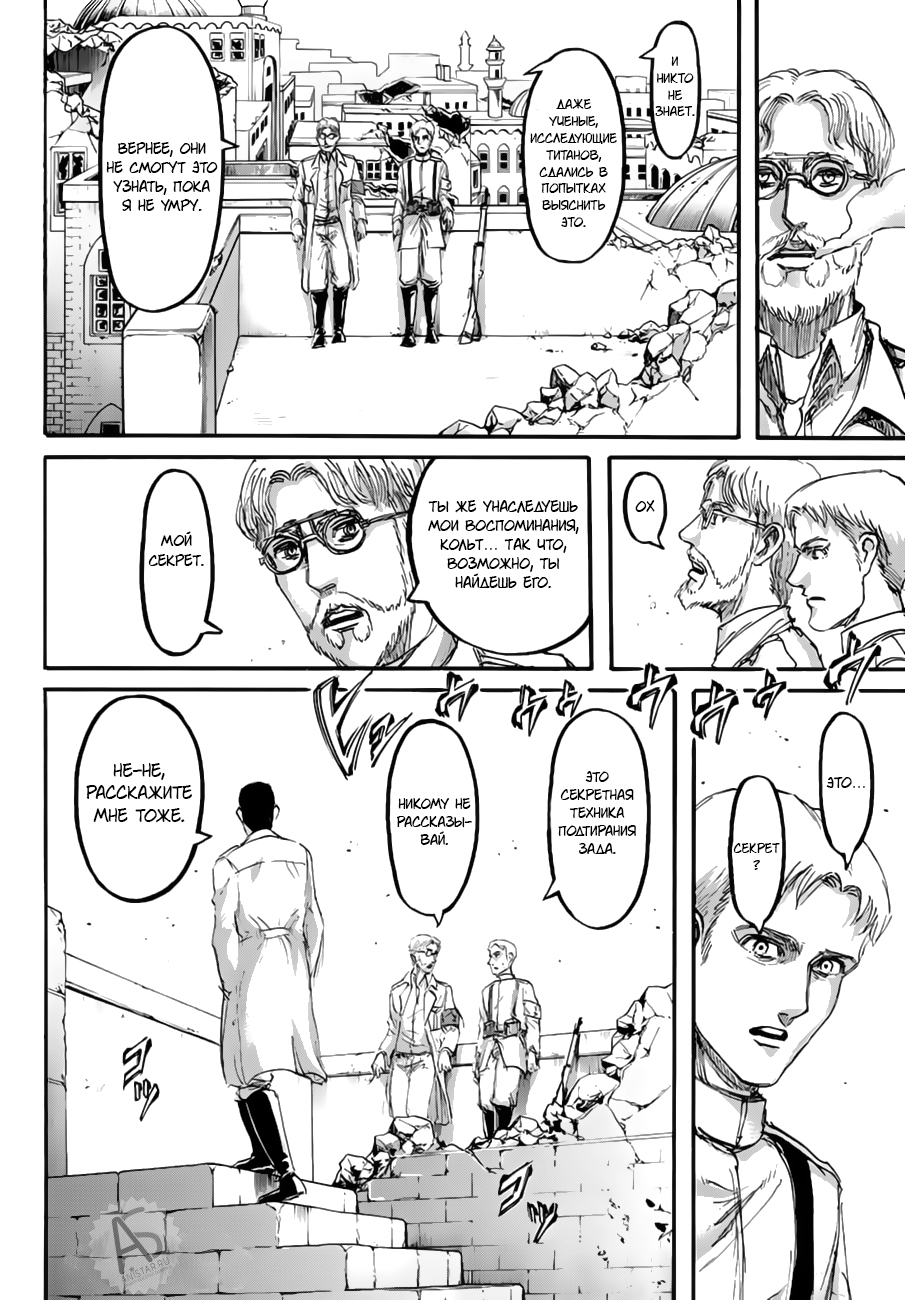 И
НИКТО
НЕ
ЗНАЕТ.
ДАЖЕ
УЧЕНЫЕ,
ИССЛЕДУЮЩИЕ
ТИТАНОВ,
СДАЛИСЬ
В
ПОПЫТКАХ
ВЫЯСНИТЬ
ЭТО.
ВЕРНЕЕ, ОНИ
НЕ СМОГУТ ЭТО
УЗНАТЬ, ПОКА
Я НЕ УМРУ.
ОХ
ТЫ ЖЕ УНАСЛЕДУЕШЬ
МОИ ВОСПОМИНАНИЯ,
КОЛЬТ... ТАК ЧТО,
ВОЗМОЖНО, ТЫ
НАЙДЕШЬ ЕГО.
МОЙ
СЕКРЕТ.
ЭТО...
СЕКРЕТ
?
ЭТО
СЕКРЕТНАЯ
ТЕХНИКА
ПОДТИРАНИЯ
ЗАДА.
НИКОМУ НЕ
РАССКАЗЫ-
ВАЙ.
НЕ-НЕ,
РАССКАЖИТЕ
МНЕ ТОЖЕ.
ANISTAR.RU